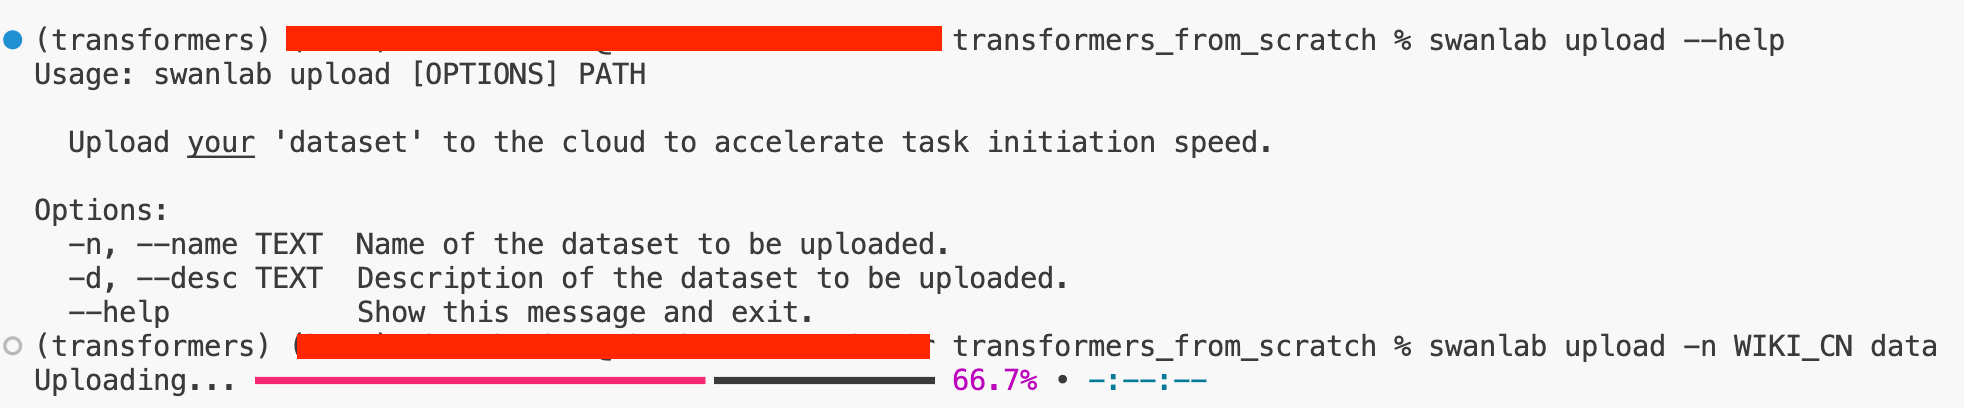 (transformers) transformers_from_scratch % swanlab upload --help
Usage: swanlab upload [OPTIONS] PATH
Upload your 'dataset' to the cloud to accelerate task initiation speed.
Options:
-n, --name TEXT  Name of the dataset to be uploaded.
-d, --desc TEXT  Description of the dataset to be uploaded.
--help           Show this message and exit.
(transformers) ( transformers_from_scratch % swanlab upload -n WIKI_CN data
Uploading... 66.7% • -:--:--